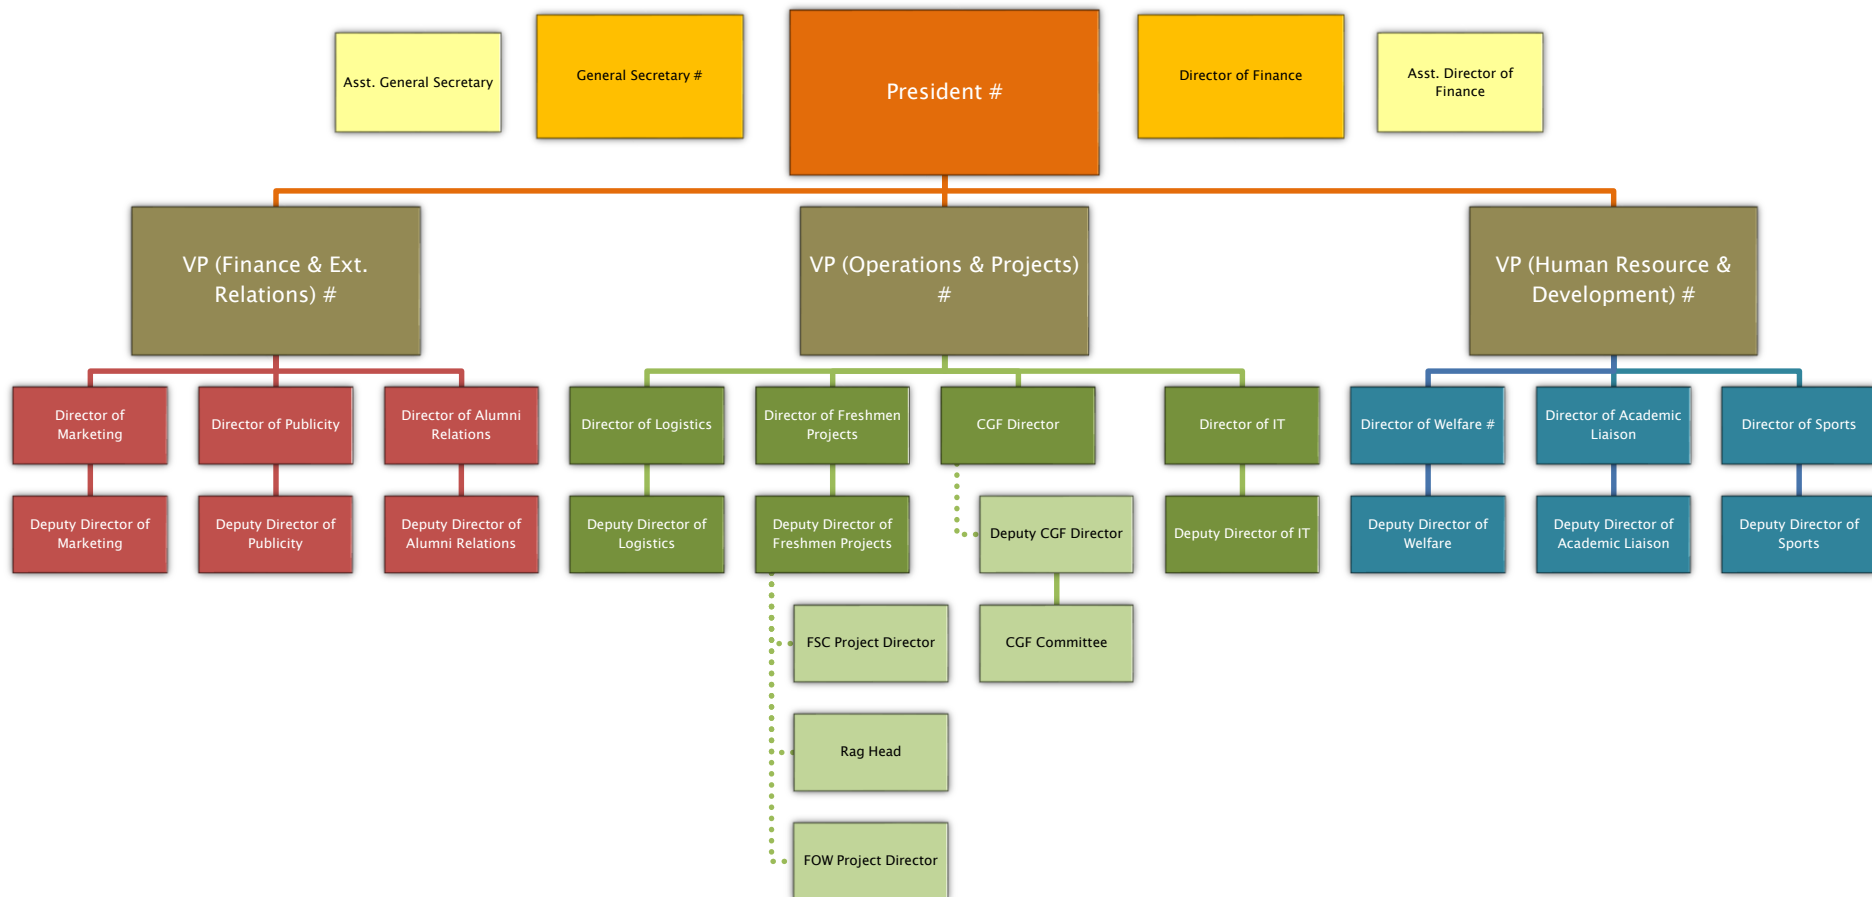 Asst. General Secretary
General Secretary #
President #
Director of Finance
Asst. Director of
Finance
VP (Finance & Ext.
Relations) #
VP (Operations & Projects)
#
VP (Human Resource &
Development) #
Director of
Marketing
Director of Publicity
Director of Alumni
Relations
Director of Logistics
Director of Freshmen
Projects
CGF Director
Director of IT
Director of Welfare #
Director of Academic
Liaison
Director of Sports
Deputy Director of
Marketing
Deputy Director of
Publicity
Deputy Director of
Alumni Relations
Deputy Director of
Logistics
Deputy Director of
Freshmen Projects
Deputy CGF Director
Deputy Director of IT
Deputy Director of
Welfare
Deputy Director of
Academic Liaison
Deputy Director of
Sports
FSC Project Director
CGF Committee
Rag Head
FOW Project Director